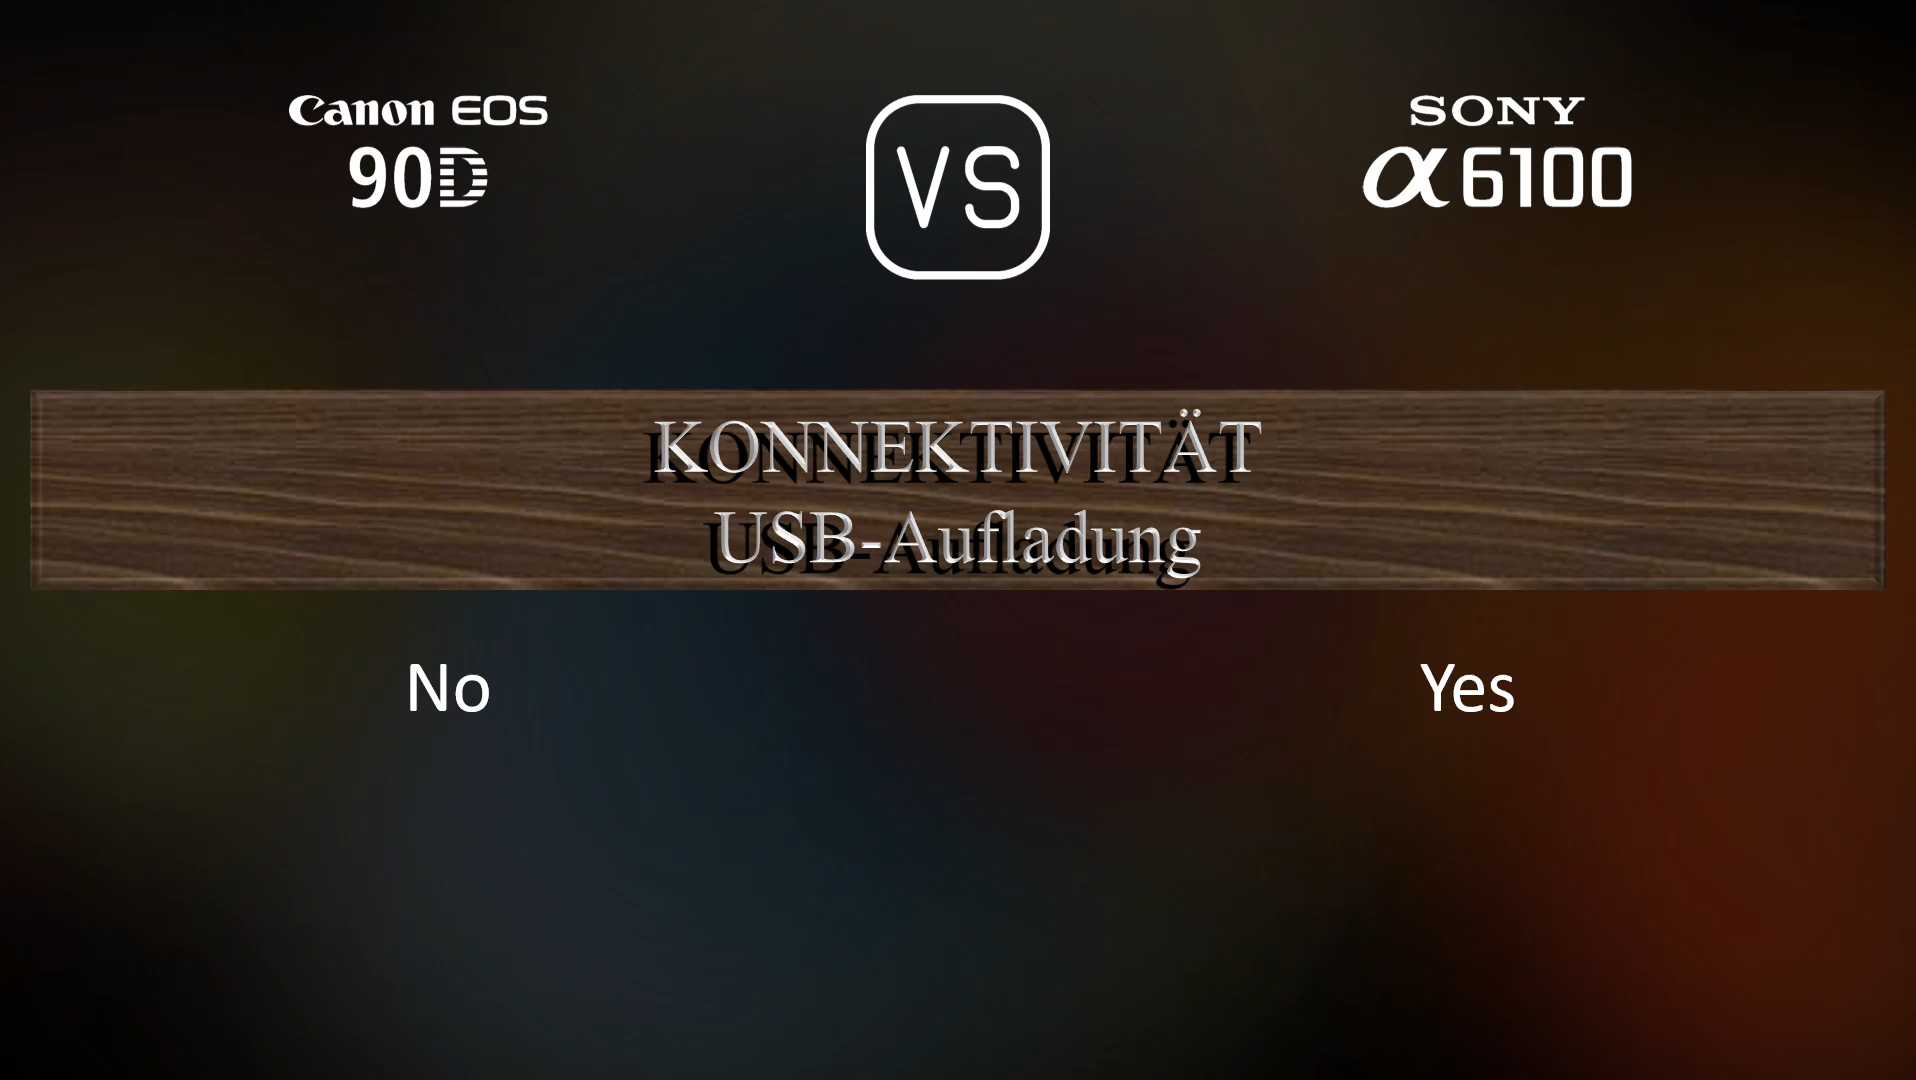 Canon EOS
90D
VS
SONY
α6100
KONNEKTIVITÄT
USB-Aufladung
No
Yes